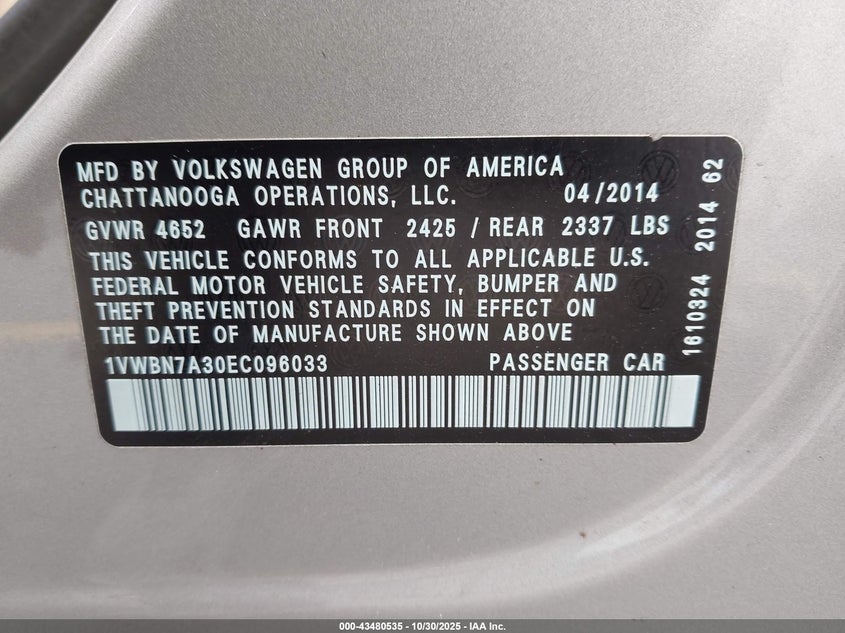 MFD BY VOLKSWAGEN GROUP OF AMERICA
CHATTANOOGA OPERATIONS, LLC. 04/2014
GVWR 4652 GAWR FRONT 2425 / REAR 2337 LBS
THIS VEHICLE CONFORMS TO ALL APPLICABLE U.S.
FEDERAL MOTOR VEHICLE SAFETY, BUMPER AND
THEFT PREVENTION STANDARDS IN EFFECT ON
THE DATE OF MANUFACTURE SHOWN ABOVE
1VWBN7A30EC096033 PASSENGER CAR
1610324 2014 62
000-43480535 - 10/30/2025 - IAA Inc.